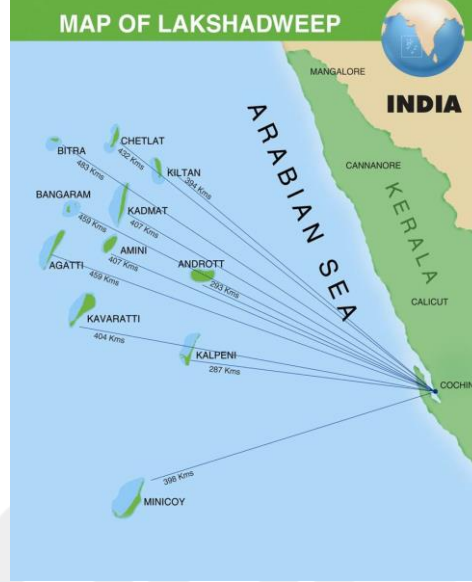 MAP OF LAKSHADWEEP
MANGALORE
INDIA
ARABIAN SEA
CHETLAT
432 Kms
BITRA
483 Kms
KILTAN
394 Kms
CANNANORE
KERALA
BANGARAM
459 Kms
KADMAT
407 Kms
AMINI
407 Kms
ANDROTT
293 Kms
AGATTI
459 Kms
CALICUT
KAVARATTI
404 Kms
KALPENI
287 Kms
COCHIN
398 Kms
MINICOY